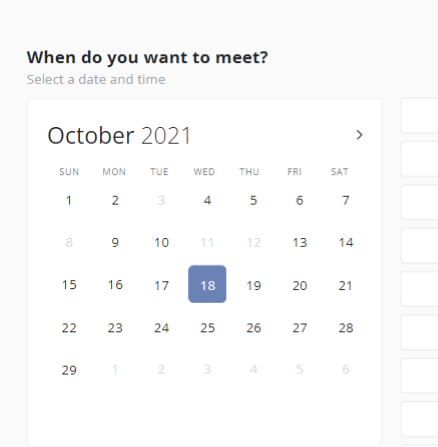 When do you want to meet?
Select a date and time
October 2021
SUN MON TUE WED THU FRI SAT
1 2 3 4 5 6 7
8 9 10 11 12 13 14
15 16 17 18 19 20 21
22 23 24 25 26 27 28
29 1 2 3 4 5 6